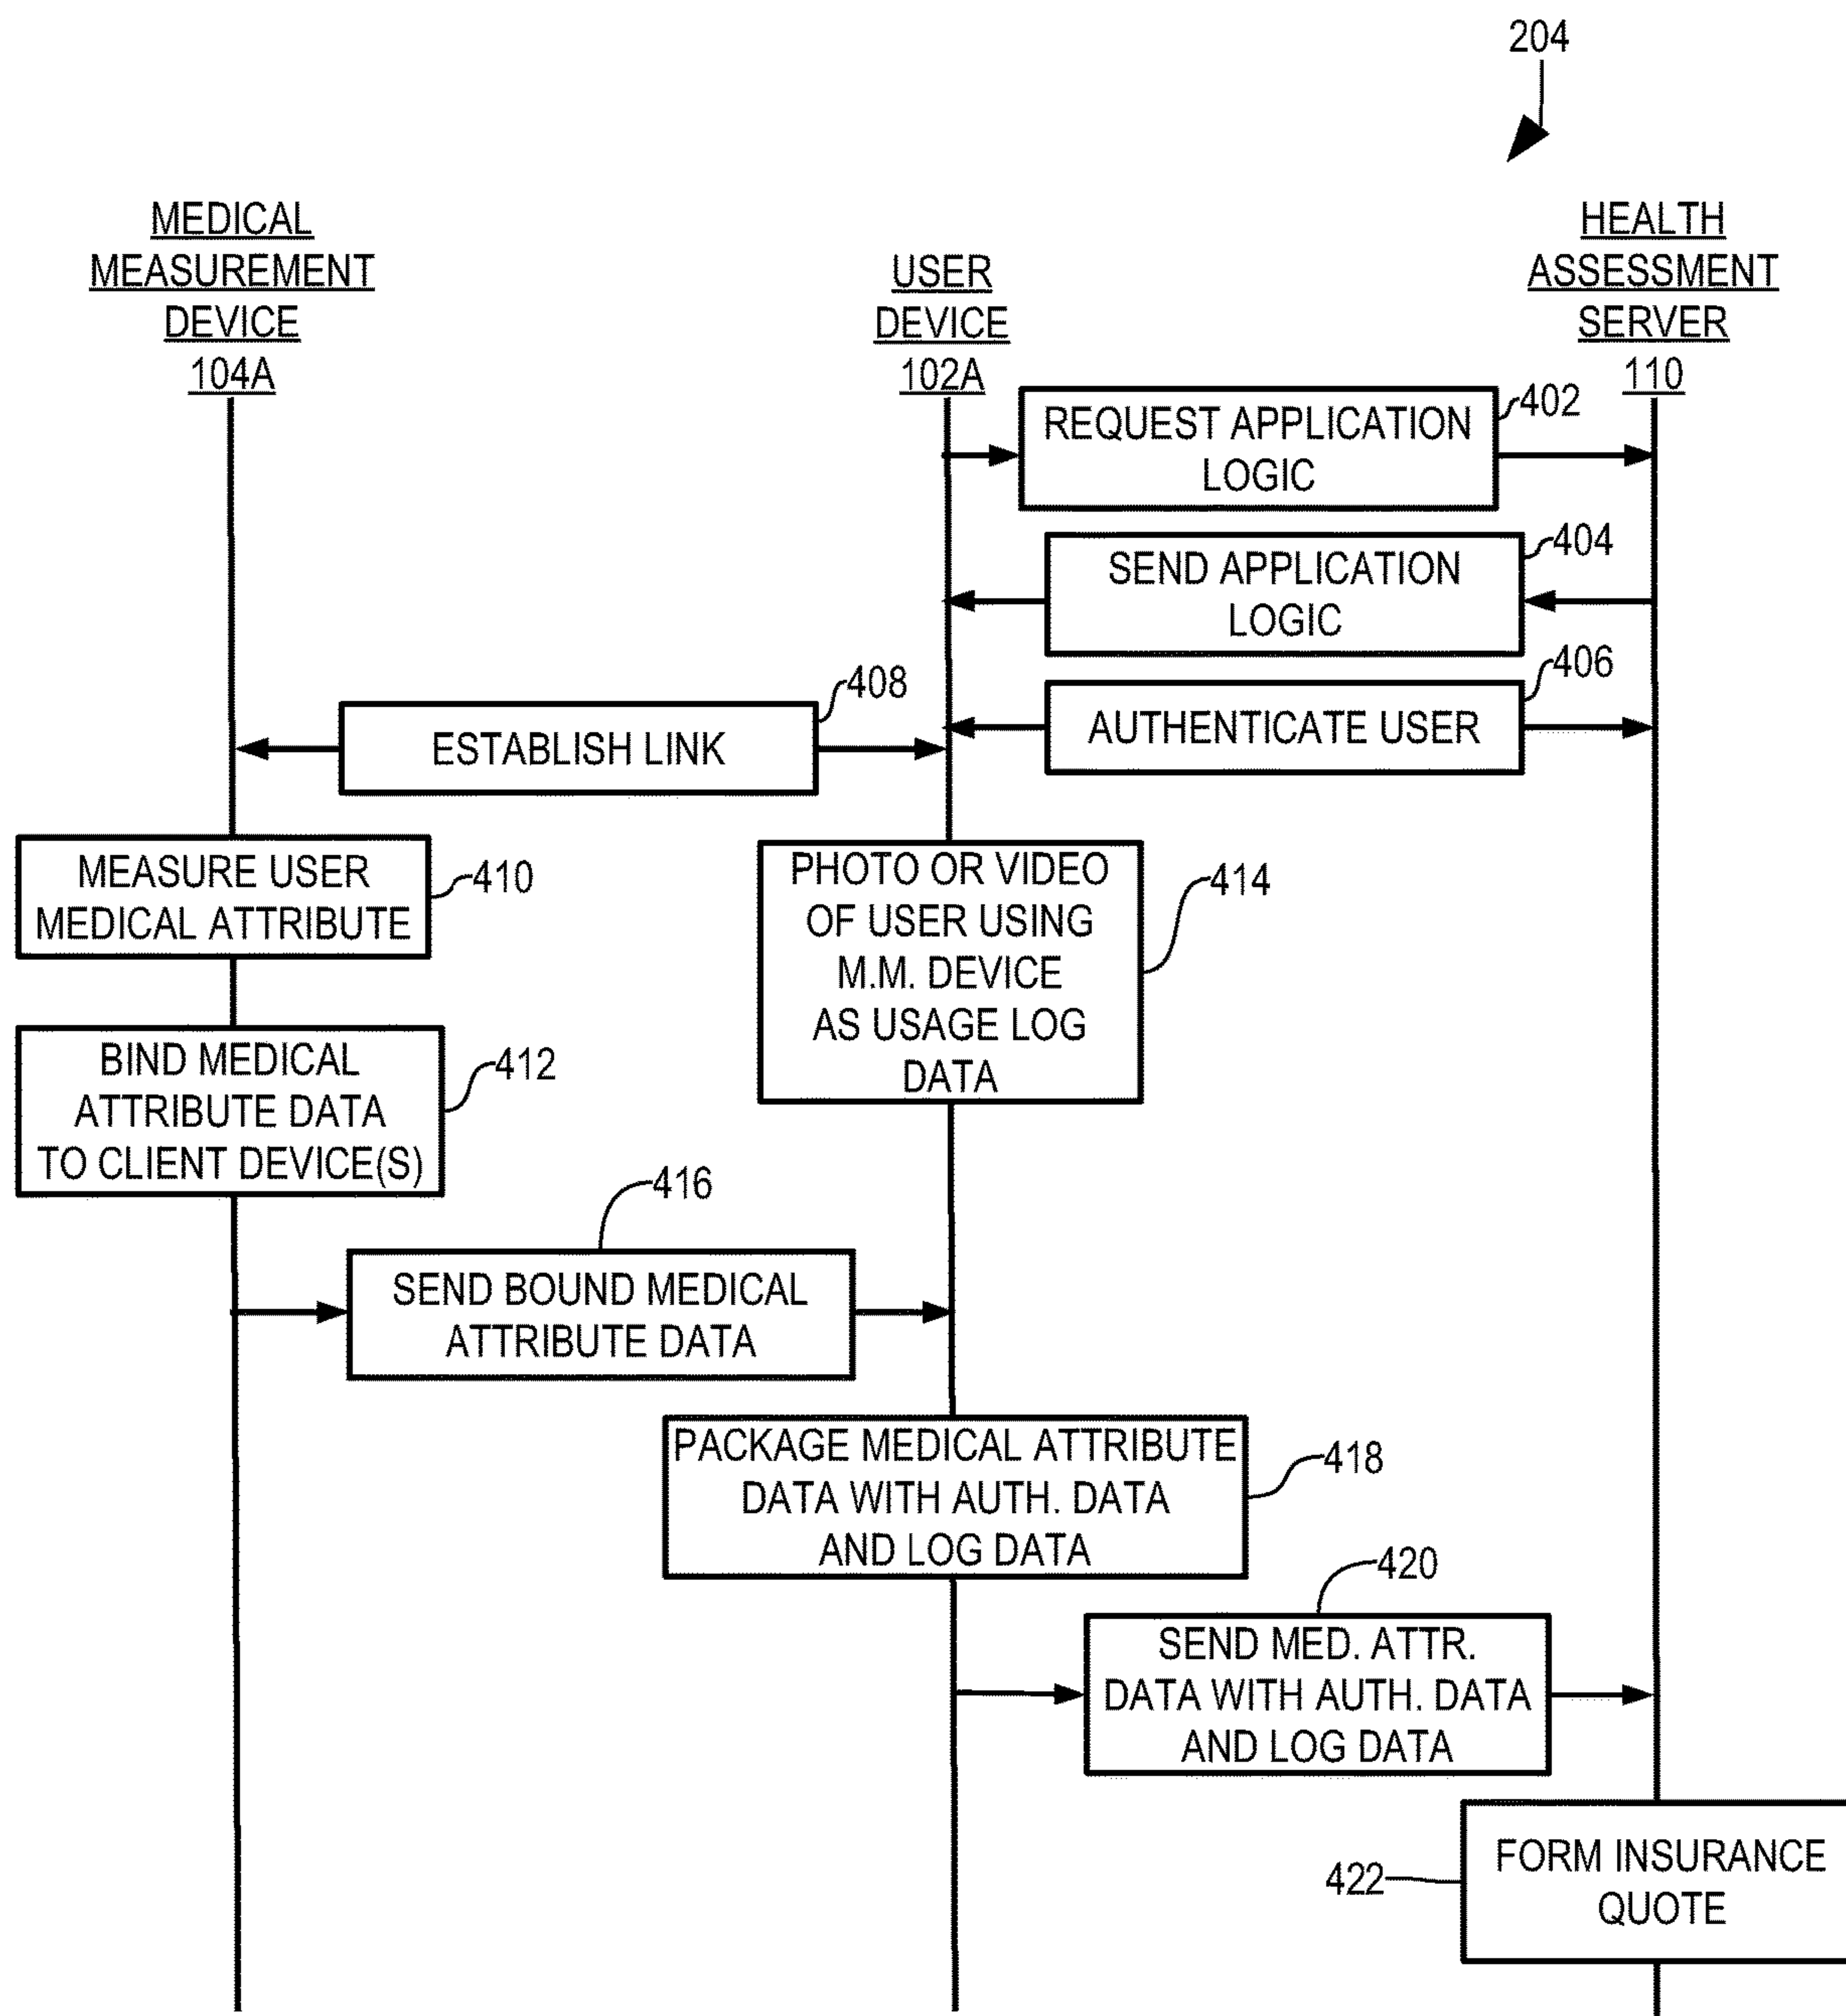 204
MEDICAL
MEASUREMENT
DEVICE
104A
USER
DEVICE
102A
HEALTH
ASSESSMENT
SERVER
110
REQUEST APPLICATION
LOGIC
402
SEND APPLICATION
LOGIC
404
AUTHENTICATE USER
406
ESTABLISH LINK
408
MEASURE USER
MEDICAL ATTRIBUTE
410
PHOTO OR VIDEO
OF USER USING
M.M. DEVICE
AS USAGE LOG
DATA
414
BIND MEDICAL
ATTRIBUTE DATA
TO CLIENT DEVICE(S)
412
416
SEND BOUND MEDICAL
ATTRIBUTE DATA
PACKAGE MEDICAL ATTRIBUTE
DATA WITH AUTH. DATA
AND LOG DATA
418
420
SEND MED. ATTR.
DATA WITH AUTH. DATA
AND LOG DATA
FORM INSURANCE
QUOTE
422